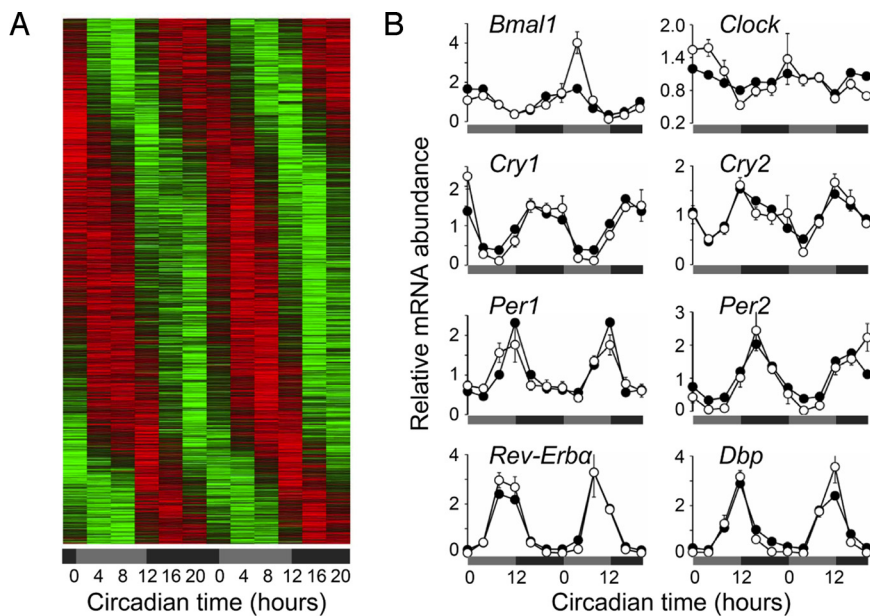 A
0 4 8 12 16 20 0 4 8 12 16 20
Circadian time (hours)
B
Relative mRNA abundance
Bmal1
4
2
0
Clock
2.0
1.6
1.2
0.8
0.2
Cry1
2
1
0
Cry2
2
1
0
Per1
2
1
0
Per2
3
2
1
0
Rev-Erbα
4
2
0
0 12 0 12
Dbp
4
2
0
0 12 0 12
Circadian time (hours)